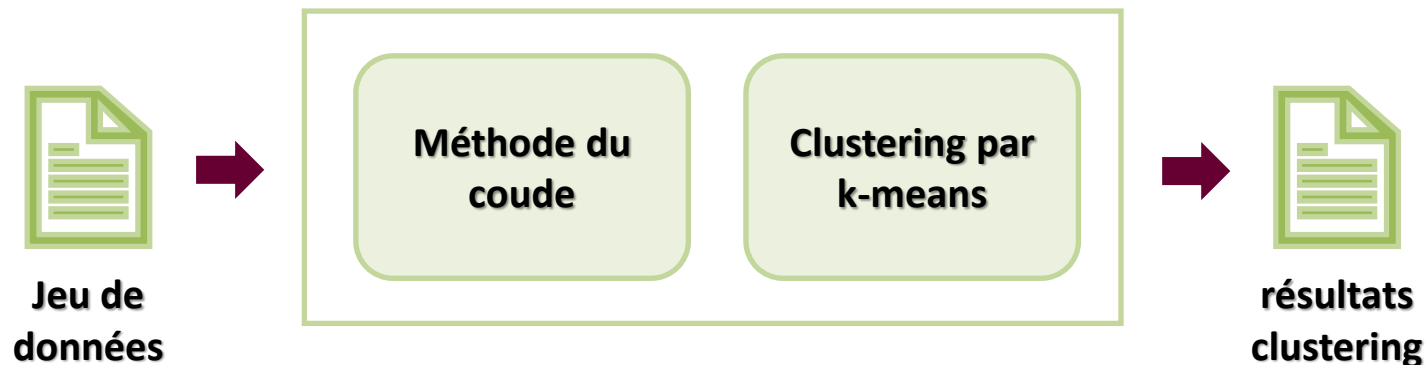 Jeu de
données
Méthode du
coude
Clustering par
k-means
résultats
clustering